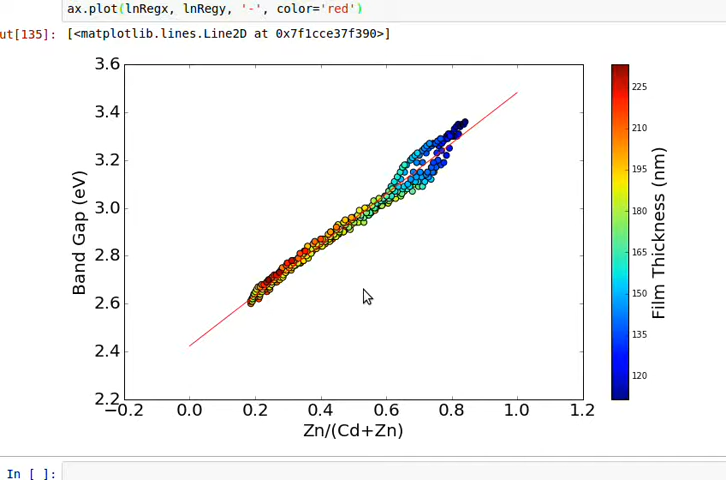 ax.plot(lnRegx, lnRegy, '-', color='red')
ut[135]: [<matplotlib.lines.Line2D at 0x7f1cce37f390>]
3.6
3.4
3.2
3.0
2.8
2.6
2.4
2.2
Band Gap (eV)
−0.2 0.0 0.2 0.4 0.6 0.8 1.0 1.2
Zn/(Cd+Zn)
225
210
195
180
165
150
135
120
Film Thickness (nm)
In [ ]: